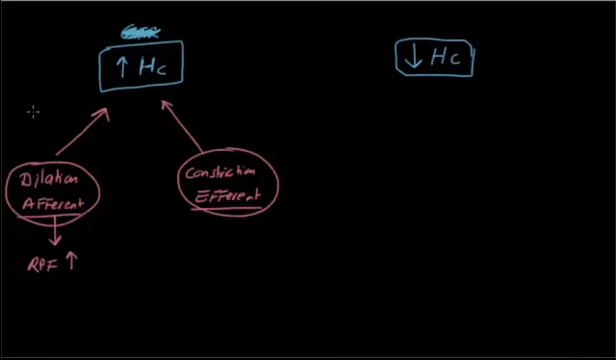 ↑ Hc
↓ Hc
Dilation
Afferent
Constriction
Efferent
RPF ↑